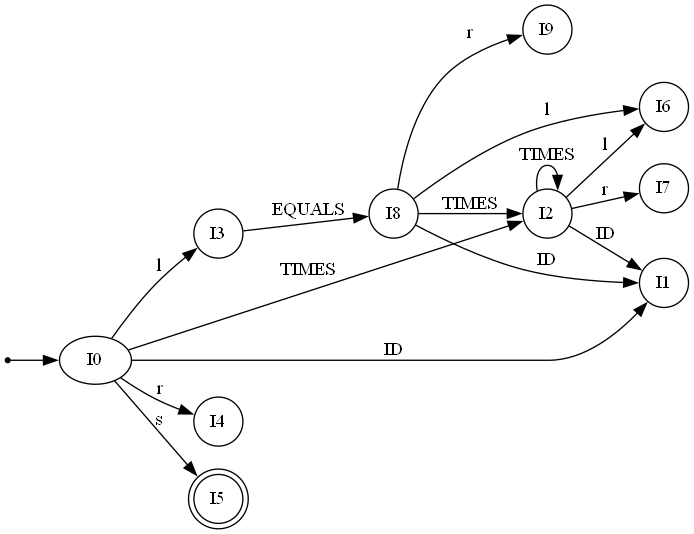 r
I9
l
I6
TIMES
r
I7
TIMES
I8
I2
EQUALS
I3
l
ID
ID
I1
TIMES
I0
ID
r
I4
s
I5